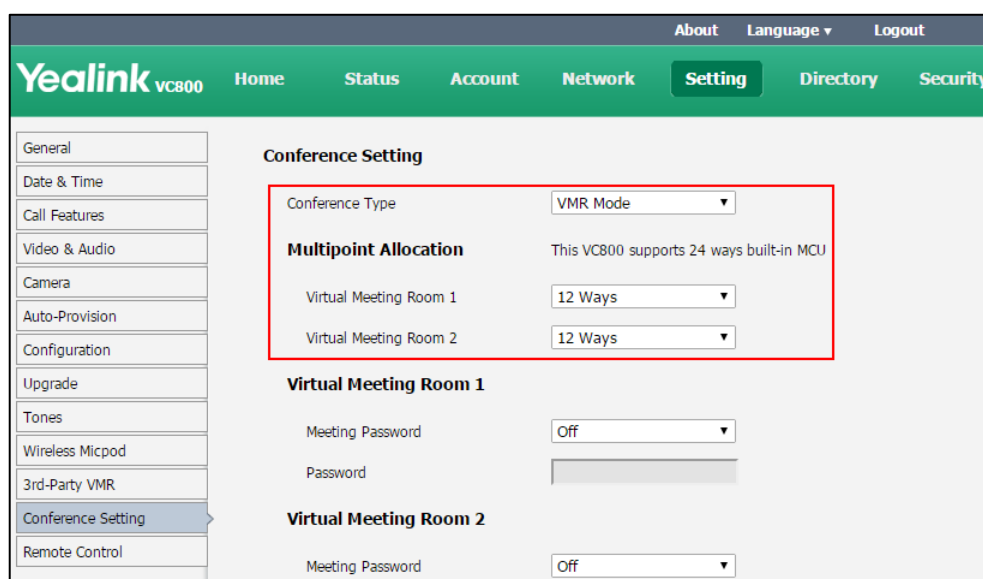 About Language ▾ Logout
Yealink VC800 Home Status Account Network Setting Directory Security
General
Date & Time
Call Features
Video & Audio
Camera
Auto-Provision
Configuration
Upgrade
Tones
Wireless Micpod
3rd-Party VMR
Conference Setting
Remote Control
Conference Setting
Conference Type VMR Mode
Multipoint Allocation This VC800 supports 24 ways built-in MCU
Virtual Meeting Room 1 12 Ways
Virtual Meeting Room 2 12 Ways
Virtual Meeting Room 1
Meeting Password Off
Password
Virtual Meeting Room 2
Meeting Password Off